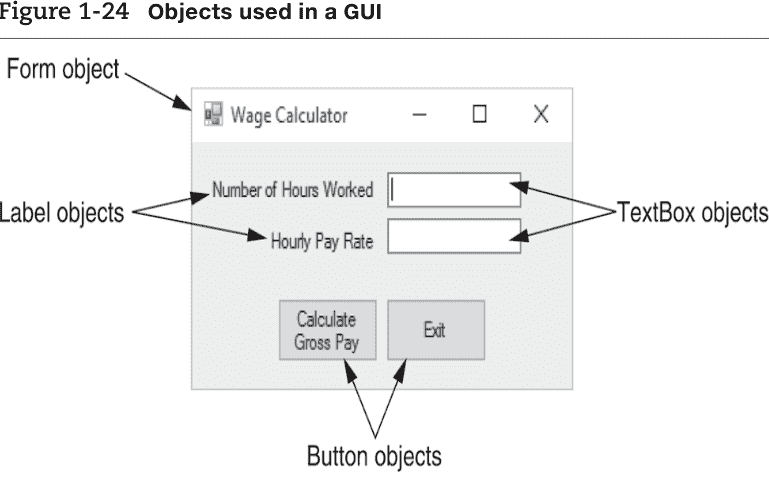 Figure 1-24 Objects used in a GUI
Form object
Wage Calculator
Number of Hours Worked
Label objects
TextBox objects
Hourly Pay Rate
Calculate
Gross Pay
Exit
Button objects